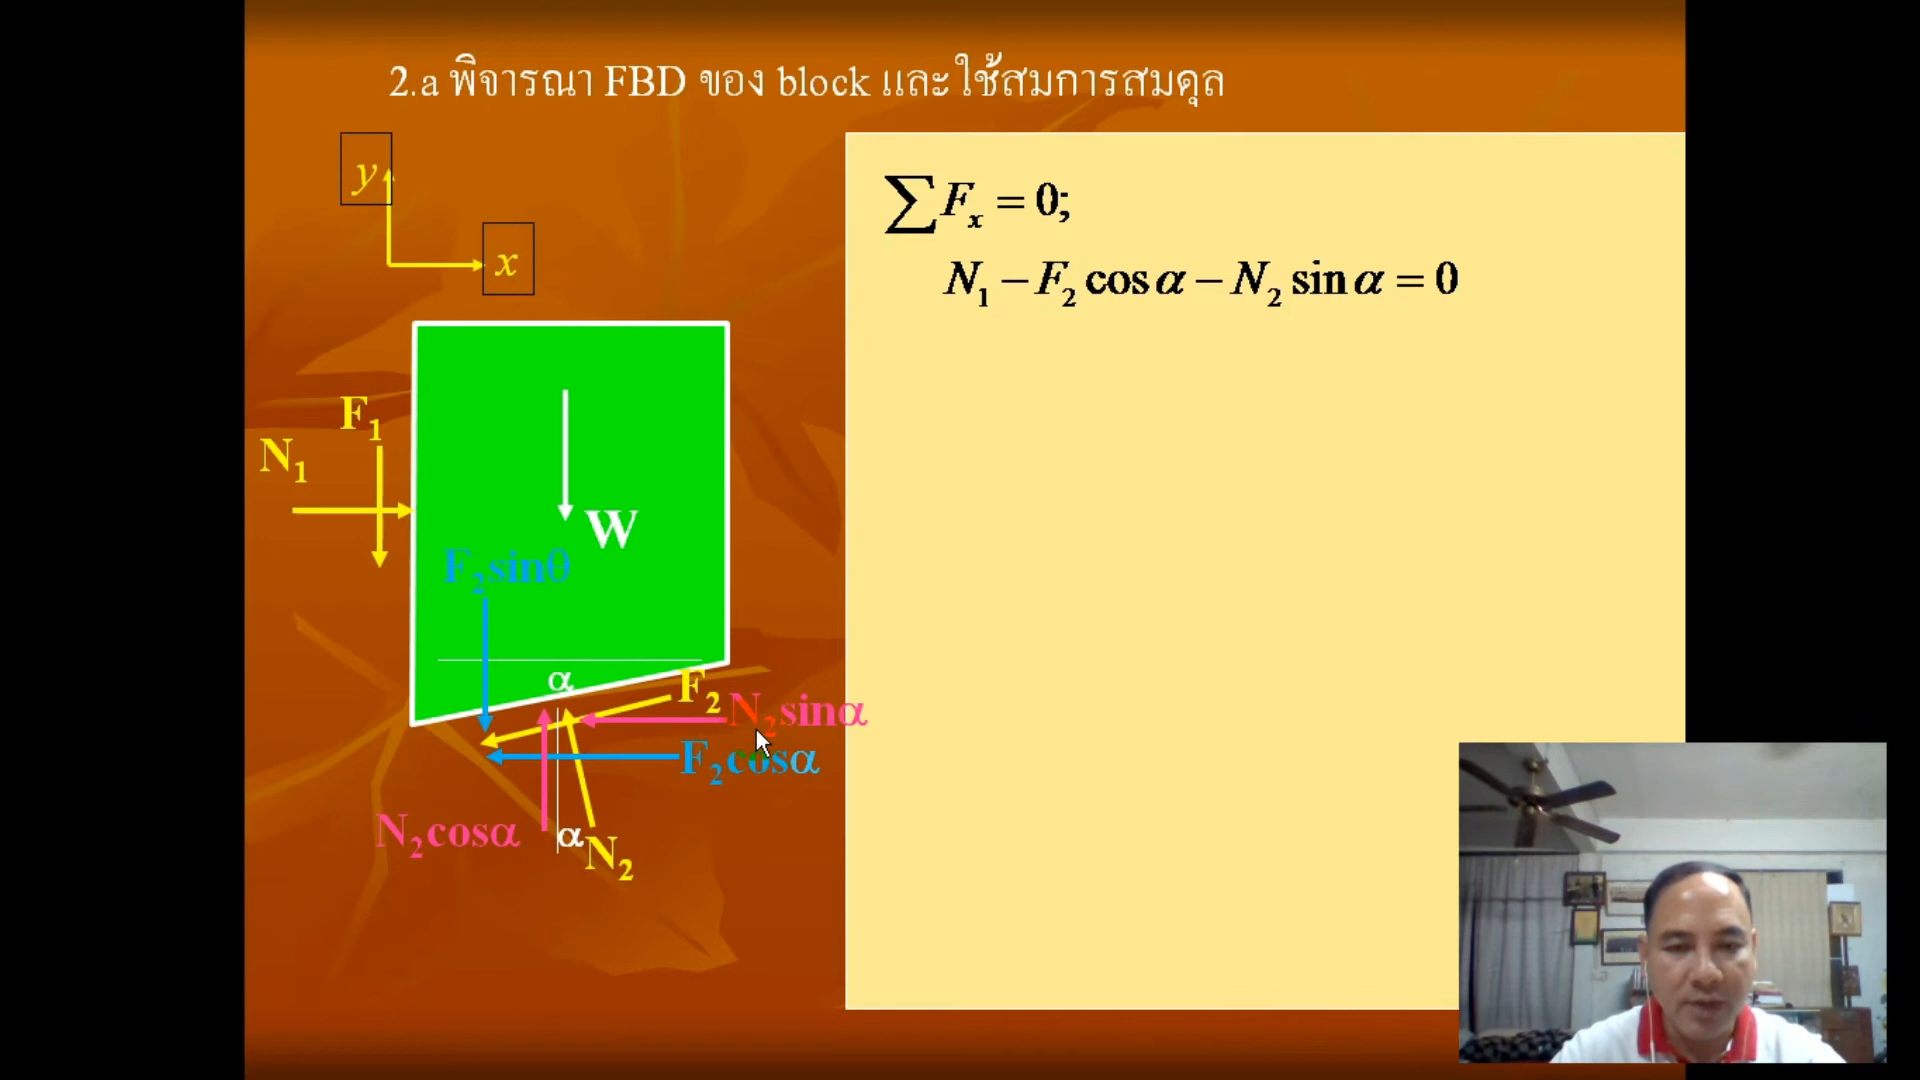 2.a พิจารณา FBD ของ block และใช้สมการสมดุล
y
x
∑Fₓ = 0;
N₁ − F₂ cos α − N₂ sin α = 0
F₁
N₁
W
F₂sinθ
α
F₂
N₂sinα
F₂cosα
N₂cosα
α
N₂